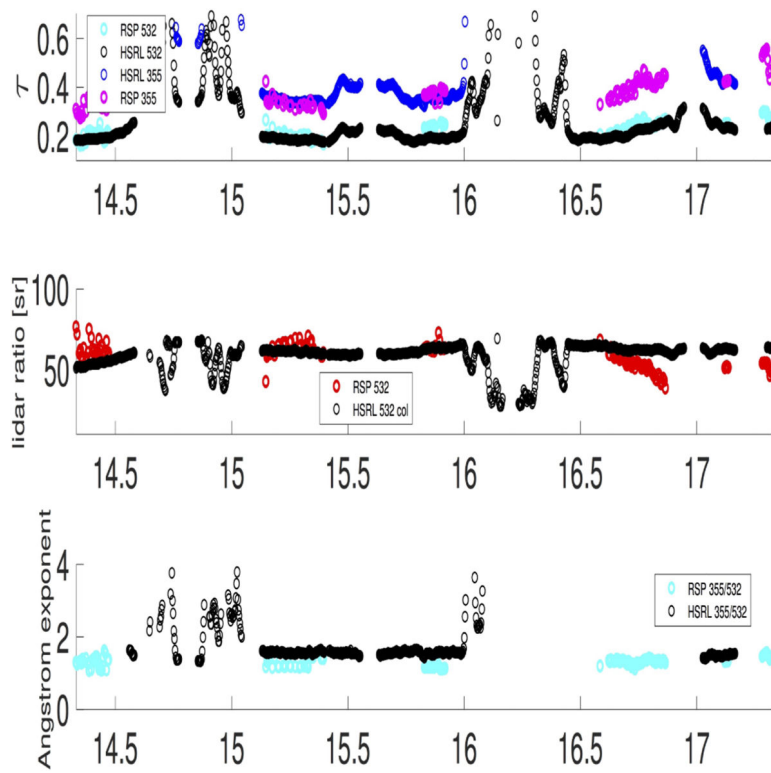 0.6
0.4
0.2
τ
RSP 532
HSRL 532
HSRL 355
RSP 355
14.5 15 15.5 16 16.5 17
100
50
lidar ratio [sr]
RSP 532
HSRL 532 col
14.5 15 15.5 16 16.5 17
4
2
0
Angstrom exponent
RSP 355/532
HSRL 355/532
14.5 15 15.5 16 16.5 17